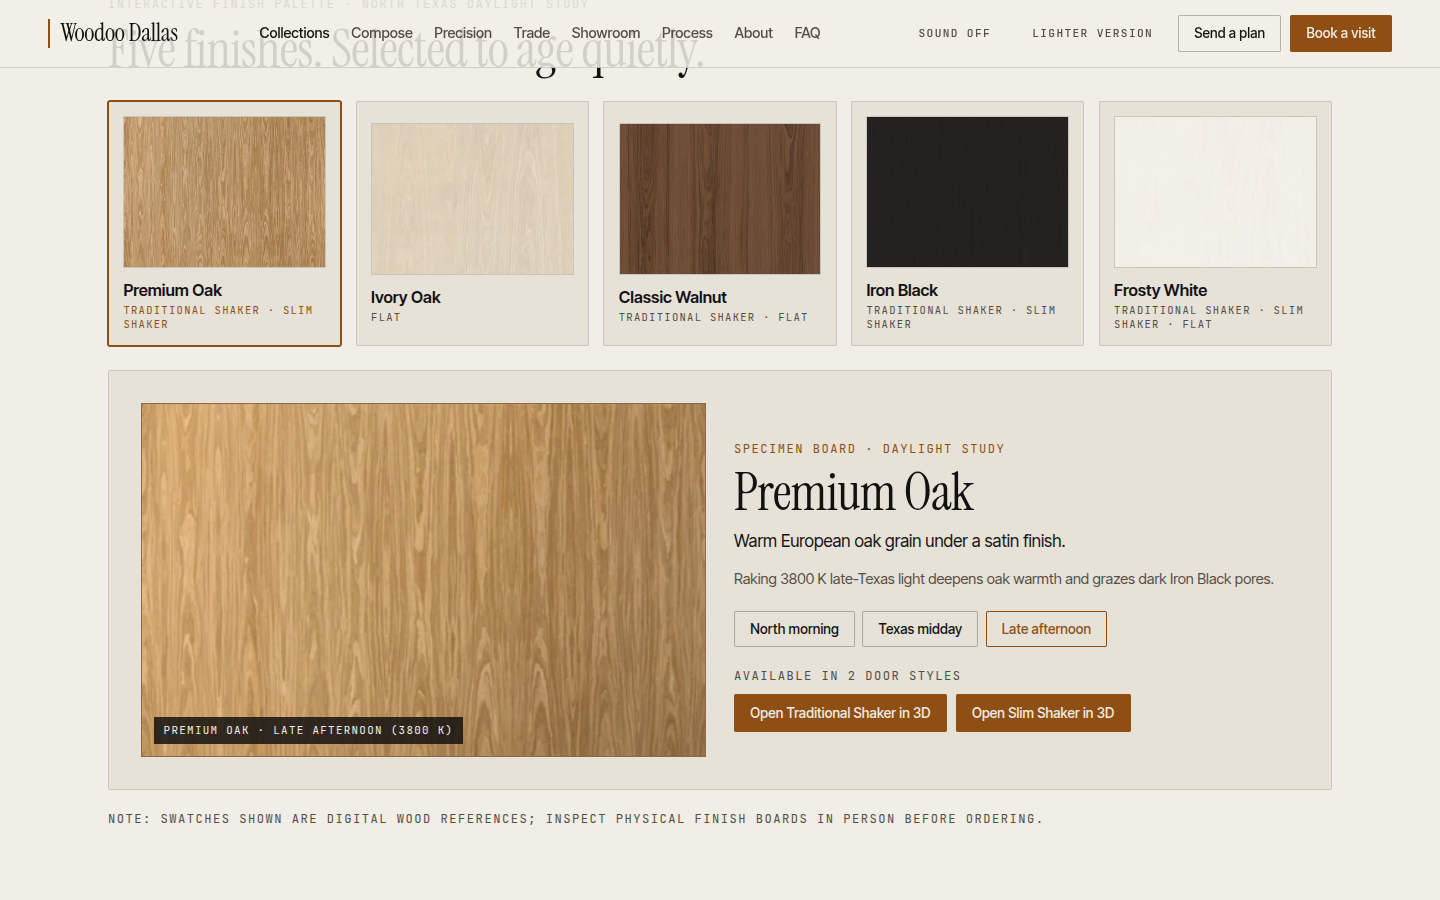 INTERACTIVE FINISH PALETTE · NORTH TEXAS DAYLIGHT STUDY
Five finishes. Selected to age quietly.
Woodoo Dallas
Collections Compose Precision Trade Showroom Process About FAQ
SOUND OFF LIGHTER VERSION Send a plan Book a visit
Premium Oak
TRADITIONAL SHAKER · SLIM
SHAKER
Ivory Oak
FLAT
Classic Walnut
TRADITIONAL SHAKER · FLAT
Iron Black
TRADITIONAL SHAKER · SLIM
SHAKER
Frosty White
TRADITIONAL SHAKER · SLIM
SHAKER · FLAT
PREMIUM OAK · LATE AFTERNOON (3800 K)
SPECIMEN BOARD · DAYLIGHT STUDY
Premium Oak
Warm European oak grain under a satin finish.
Raking 3800 K late-Texas light deepens oak warmth and grazes dark Iron Black pores.
North morning Texas midday Late afternoon
AVAILABLE IN 2 DOOR STYLES
Open Traditional Shaker in 3D Open Slim Shaker in 3D
NOTE: SWATCHES SHOWN ARE DIGITAL WOOD REFERENCES; INSPECT PHYSICAL FINISH BOARDS IN PERSON BEFORE ORDERING.